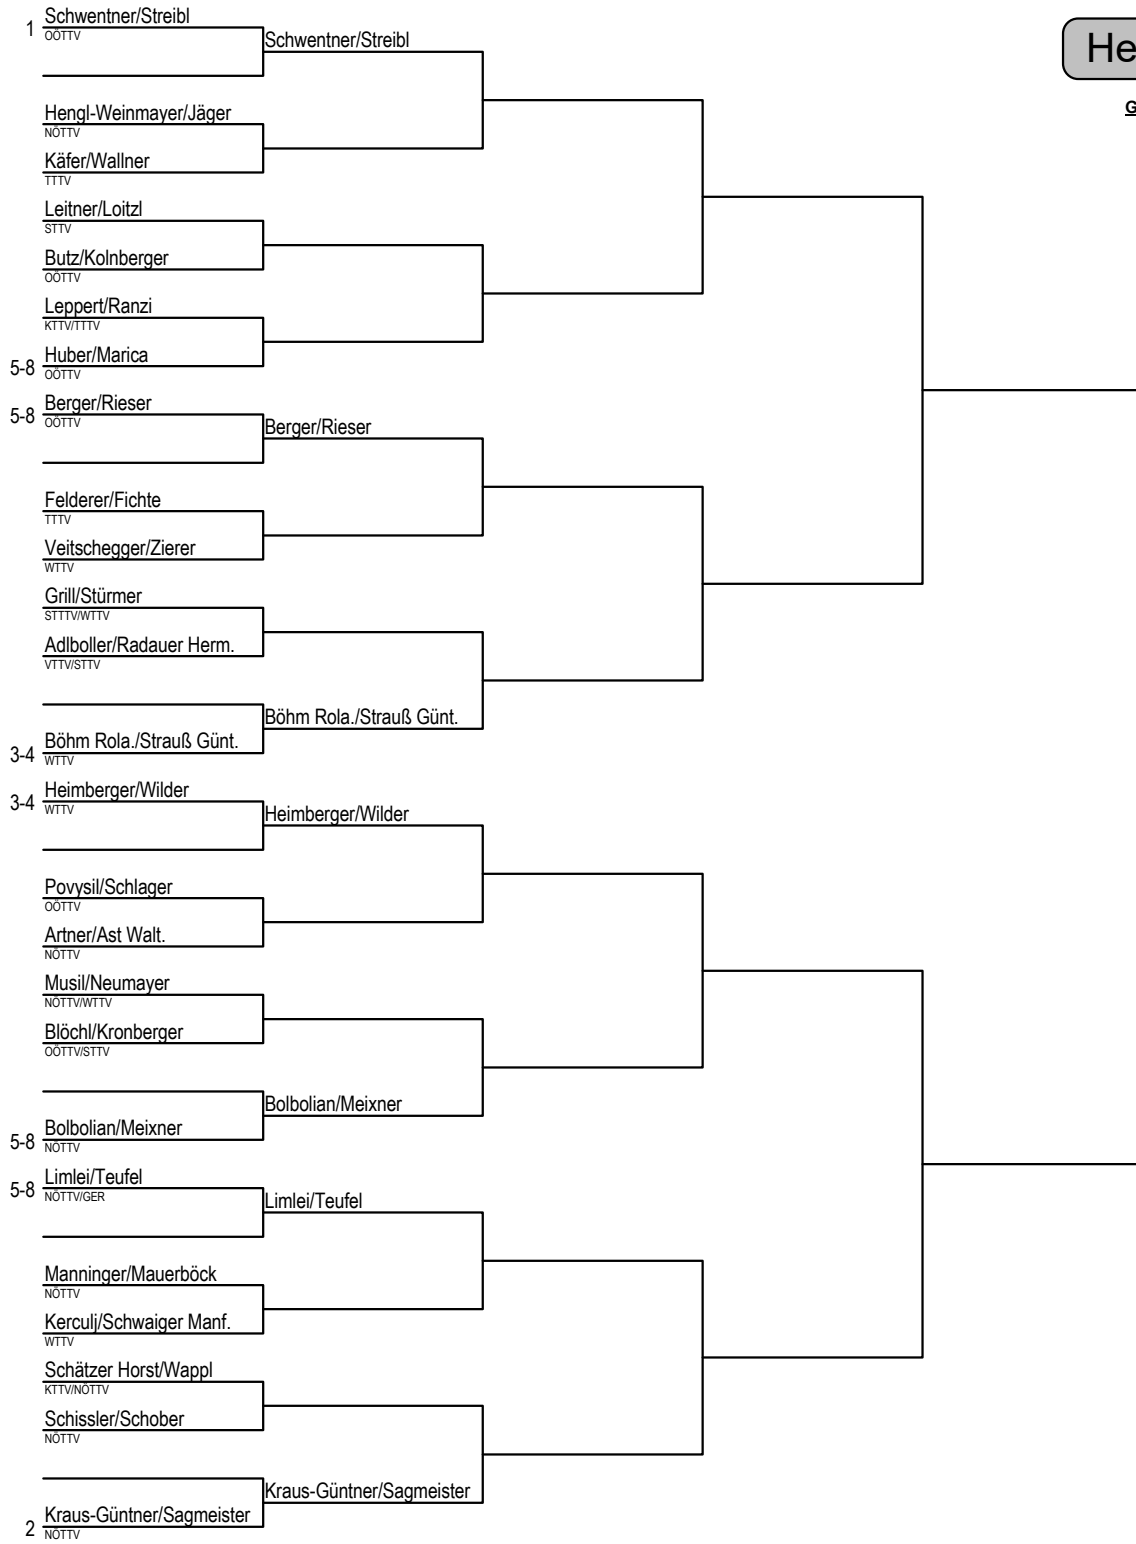 1
Schwentner/Streibl
OÖTTV
Schwentner/Streibl
He
G
Hengl-Weinmayer/Jäger
NÖTTV
Käfer/Wallner
TTTV
Leitner/Loitzl
STTV
Butz/Kolnberger
OÖTTV
Leppert/Ranzi
KTTV/TTTV
5-8
Huber/Marica
OÖTTV
5-8
Berger/Rieser
OÖTTV
Berger/Rieser
Felderer/Fichte
TTTV
Veitschegger/Zierer
WTTV
Grill/Stürmer
STTTV/WTTV
Adlboller/Radauer Herm.
VTTV/STTV
Böhm Rola./Strauß Günt.
3-4
Böhm Rola./Strauß Günt.
WTTV
3-4
Heimberger/Wilder
WTTV
Heimberger/Wilder
Povysil/Schlager
OÖTTV
Artner/Ast Walt.
NÖTTV
Musil/Neumayer
NÖTTV/WTTV
Blöchl/Kronberger
OÖTTV/STTV
Bolbolian/Meixner
5-8
Bolbolian/Meixner
NÖTTV
5-8
Limlei/Teufel
NÖTTV/GER
Limlei/Teufel
Manninger/Mauerböck
NÖTTV
Kerculj/Schwaiger Manf.
WTTV
Schätzer Horst/Wappl
KTTV/NÖTTV
Schissler/Schober
NÖTTV
Kraus-Güntner/Sagmeister
2
Kraus-Güntner/Sagmeister
NÖTTV